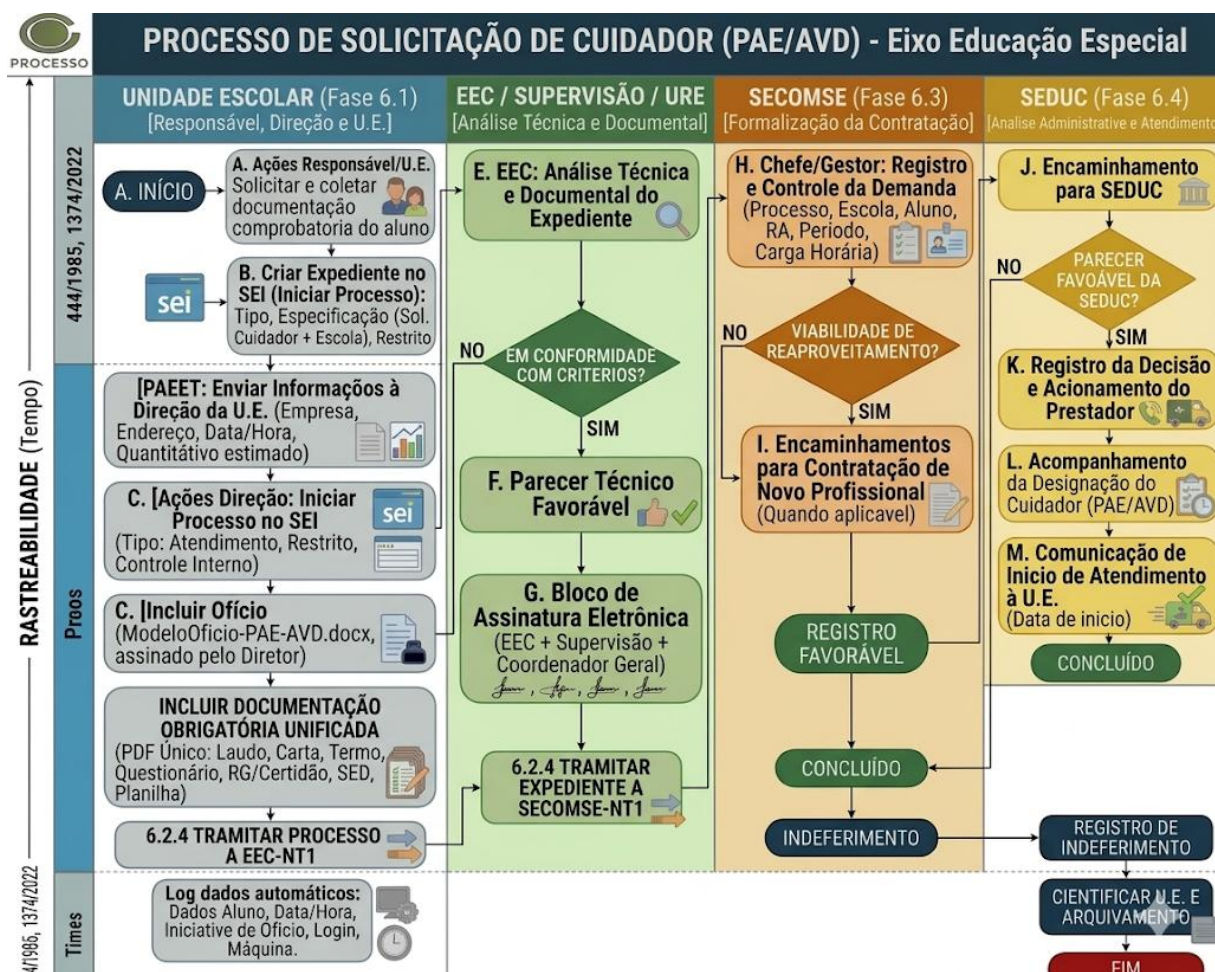 PROCESSO
PROCESSO DE SOLICITAÇÃO DE CUIDADOR (PAE/AVD) - Eixo Educação Especial
RASTREABILIDADE (Tempo)
444/1985, 1374/2022
Preos
4/1985, 1374/2022
Times
UNIDADE ESCOLAR (Fase 6.1)
[Responsável, Direção e U.E.]
A. INÍCIO
A. Ações Responsável/U.E.
Solicitar e coletar
documentação
comprobatoria do aluno
sei
B. Criar Expediente no
SEI (Iniciar Processo):
Tipo, Especificação (Sol.
Cuidador + Escola), Restrito
[PAEET: Enviar Informaçõos à
Direção da U.E. (Empresa,
Endereço, Data/Hora,
Quantitátivo estimado)
C. [Ações Direção: Iniciar
Processo no SEI
(Tipo: Atendimento, Restrito,
Controle Interno)
sei
C. [Incluir Ofício
(ModeloOficio-PAE-AVD.docx,
assinado pelo Diretor)
INCLUIR DOCUMENTAÇÃO
OBRIGATÓRIA UNIFICADA
(PDF Único: Laudo, Carta, Termo,
Questionário, RG/Certidão, SED,
Planilha)
6.2.4 TRAMITAR PROCESSO
A EEC-NT1
Log dados automáticos:
Dados Aluno, Data/Hora,
Iniciative de Oficio, Login,
Máquina.
EEC / SUPERVISÃO / URE
[Análise Técnica e Documental]
E. EEC: Análise Técnica
e Documental do
Expediente
NO
EM CONFORMIDADE
COM CRITERIOS?
SIM
F. Parecer Técnico
Favorável
G. Bloco de
Assinatura Eletrônica
(EEC + Supervisão +
Coordenador Geral)
6.2.4 TRAMITAR
EXPEDIENTE A
SECOMSE-NT1
SECOMSE (Fase 6.3)
[Formalização da Contratação]
H. Chefe/Gestor: Registro
e Controle da Demanda
(Processo, Escola, Aluno,
RA, Periodo,
Carga Horária)
NO
VIABILIDADE DE
REAPROVEITAMENTO?
SIM
I. Encaminhamentos
para Contratação de
Novo Profissional
(Quando aplicavel)
REGISTRO
FAVORÁVEL
CONCLUÍDO
INDEFERIMENTO
SEDUC (Fase 6.4)
[Analise Administrative e Atendimento
J. Encaminhamento
para SEDUC
NO
PARECER
FAVOÁVEL DA
SEDUC?
SIM
K. Registro da Decisão
e Acionamento do
Prestador
L. Acompanhamento
da Designação do
Cuidador (PAE/AVD)
M. Comunicação de
Inicio de Atendimento
à U.E.
(Data de inicio)
CONCLUÍDO
REGISTRO DE
INDEFERIMENTO
CIENTIFICAR U.E. E
ARQUIVAMENTO
FIM